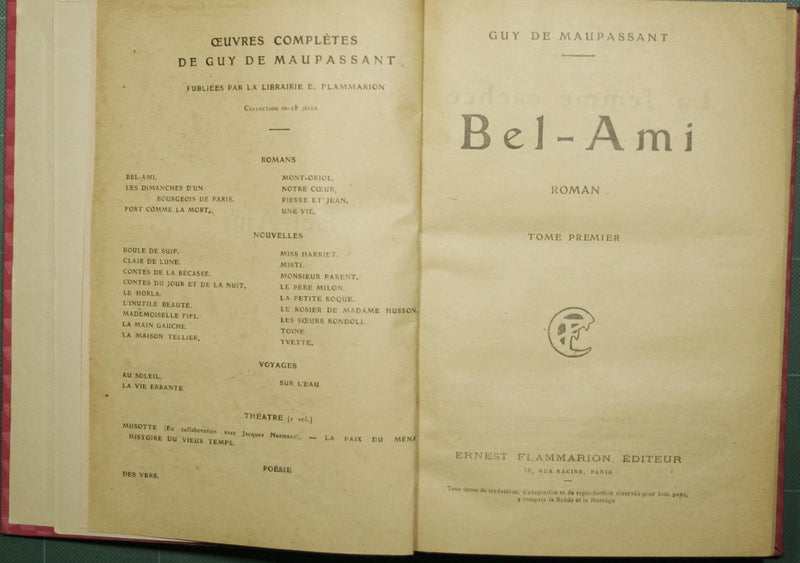 ŒUVRES COMPLÈTES
DE GUY DE MAUPASSANT
PUBLIÉES PAR LA LIBRAIRIE E. FLAMMARION
COLLECTION IN-18 JÉSUS
ROMANS
BEL-AMI.
LES DIMANCHES D'UN
BOURGEOIS DE PARIS.
FORT COMME LA MORT.
MONT-ORIOL.
NOTRE CŒUR.
PIERRE ET JEAN.
UNE VIE.
NOUVELLES
BOULE DE SUIF.
CLAIR DE LUNE.
CONTES DE LA BÉCASSE.
CONTES DU JOUR ET DE LA NUIT.
LE HORLA.
L'INUTILE BEAUTÉ.
MADEMOISELLE FIFI.
LA MAIN GAUCHE.
LA MAISON TELLIER.
MISS HARRIET.
MISTI.
MONSIEUR PARENT.
LE PÈRE MILON.
LA PETITE ROQUE.
LE ROSIER DE MADAME HUSSON.
LES SŒURS RONDOLI.
TOINE.
YVETTE.
VOYAGES
AU SOLEIL.
LA VIE ERRANTE
SUR L'EAU
THÉATRE (1 vol.)
MUSOTTE (En collaboration avec Jacques Normand). — LA PAIX DU MÉN
HISTOIRE DU VIEUX TEMPS.
POÉSIE
DES VERS.
GUY DE MAUPASSANT
Bel-Ami
ROMAN
TOME PREMIER
ERNEST FLAMMARION, ÉDITEUR
26, RUE RACINE, PARIS
Tous droits de traduction, d'adaptation et de reproduction réservés pour tous pays,
y compris la Suède et la Norvège.